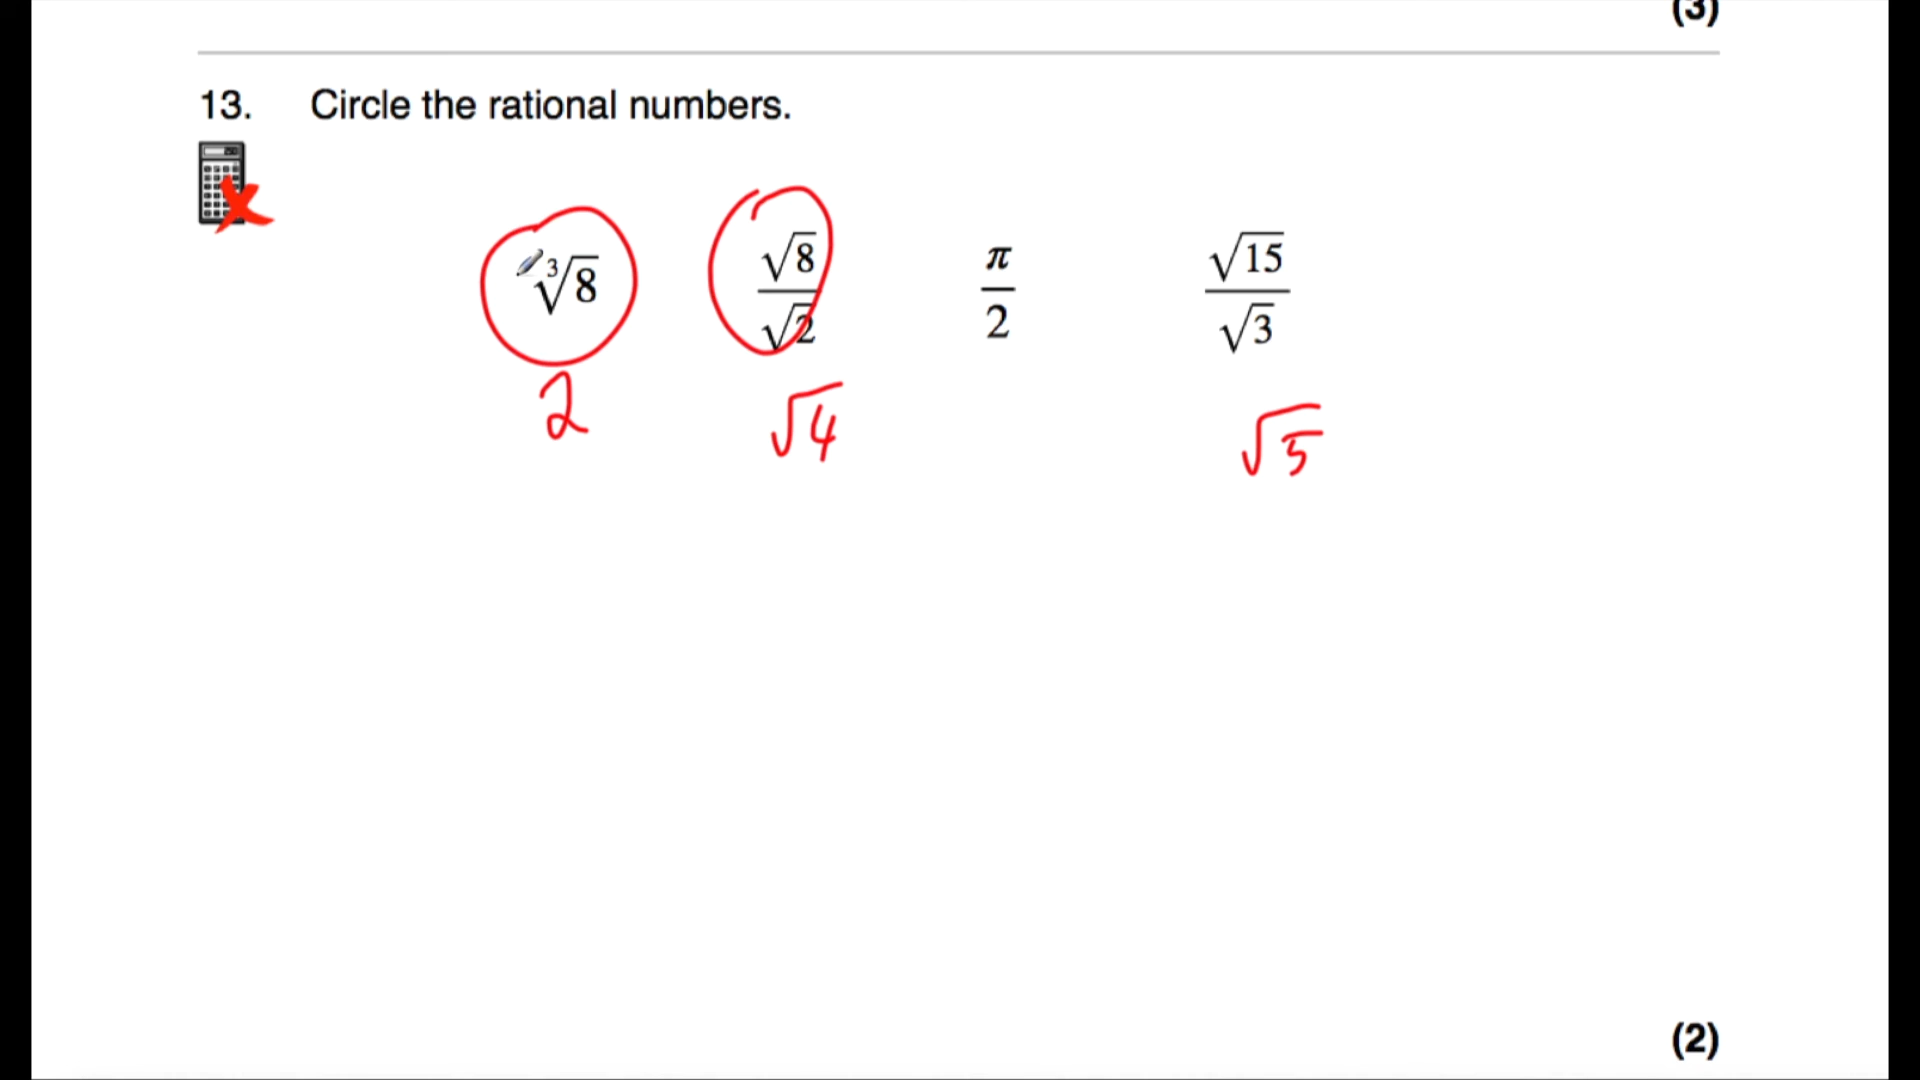 (3)
13. Circle the rational numbers.
∛8 √8/√2 π/2 √15/√3
2 √4 √5
(2)